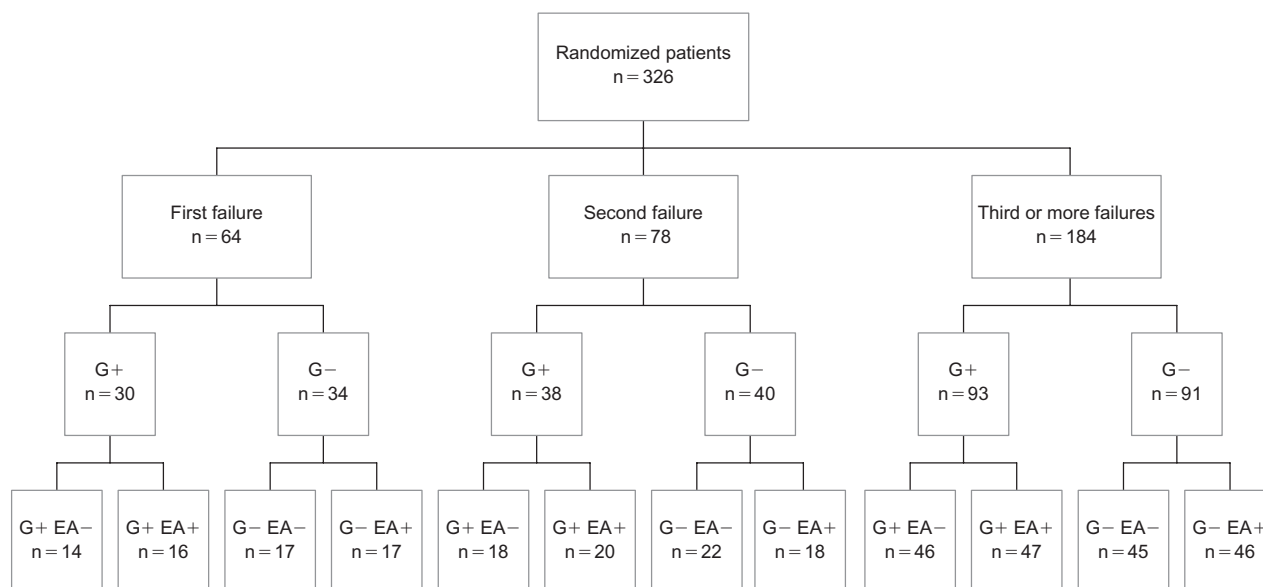 Randomized patients
n = 326
First failure
n = 64
Second failure
n = 78
Third or more failures
n = 184
G+
n = 30
G−
n = 34
G+
n = 38
G−
n = 40
G+
n = 93
G−
n = 91
G+ EA−
n = 14
G+ EA+
n = 16
G− EA−
n = 17
G− EA+
n = 17
G+ EA−
n = 18
G+ EA+
n = 20
G− EA−
n = 22
G− EA+
n = 18
G+ EA−
n = 46
G+ EA+
n = 47
G− EA−
n = 45
G− EA+
n = 46